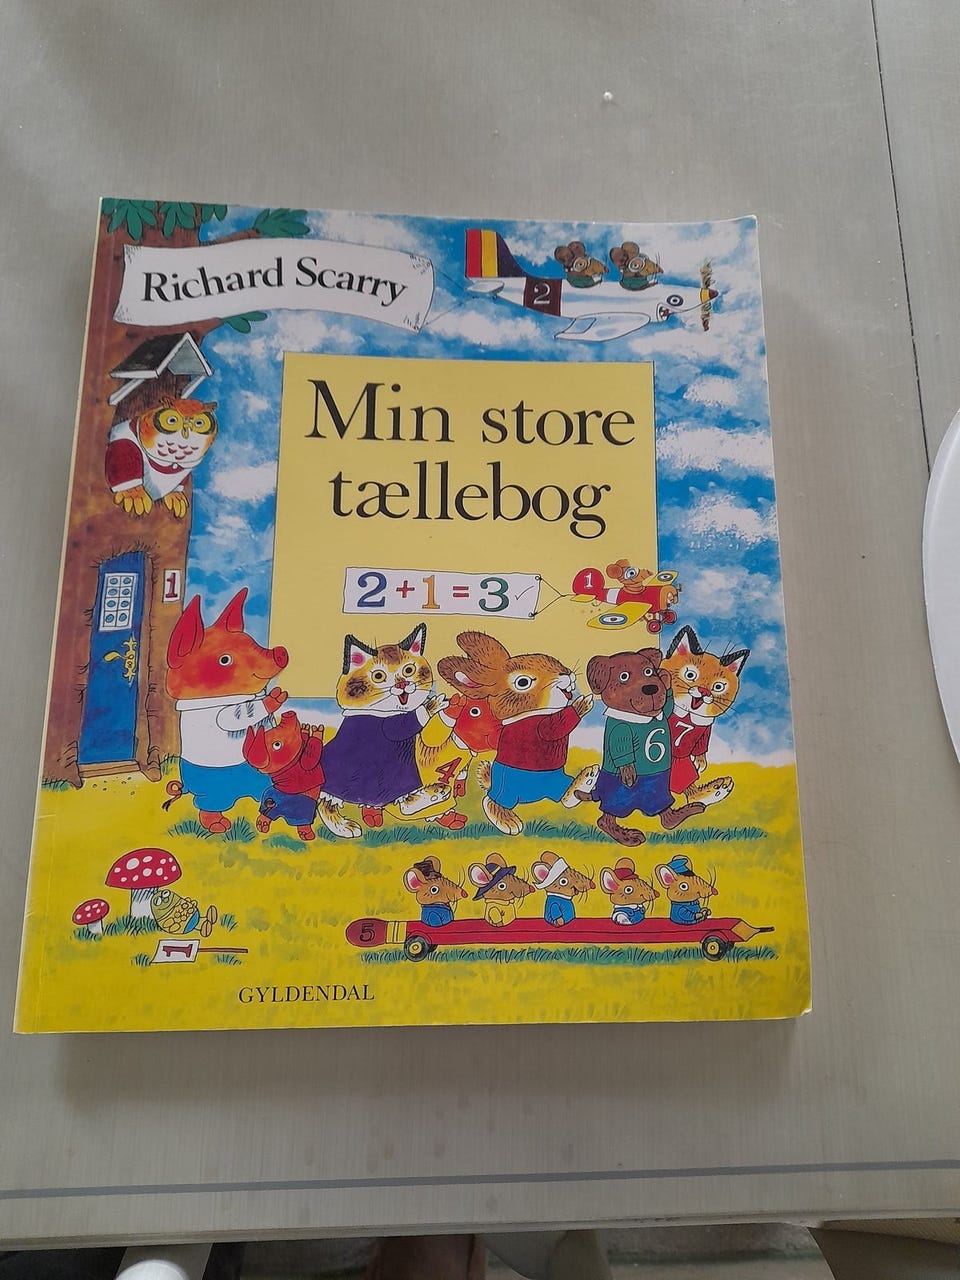 Richard Scarry
2
Min store
tællebog
2+1=3✓
1
1
4
6
7
5
1
GYLDENDAL